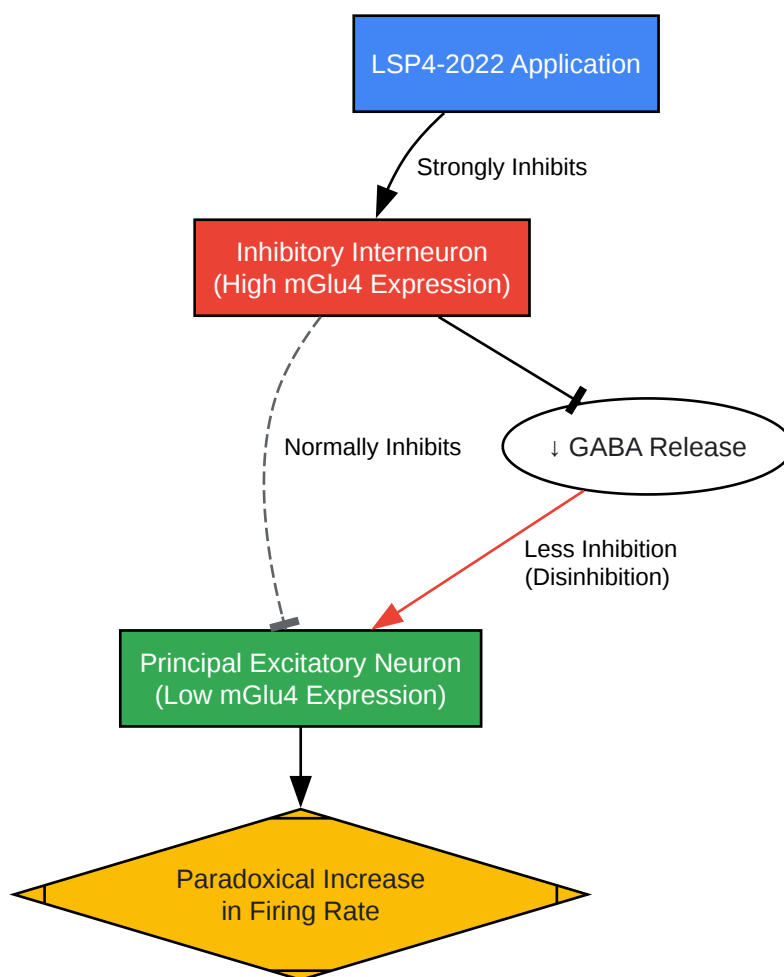 LSP4-2022 Application
Strongly Inhibits
Inhibitory Interneuron
(High mGlu4 Expression)
Normally Inhibits
↓ GABA Release
Less Inhibition
(Disinhibition)
Principal Excitatory Neuron
(Low mGlu4 Expression)
Paradoxical Increase
in Firing Rate